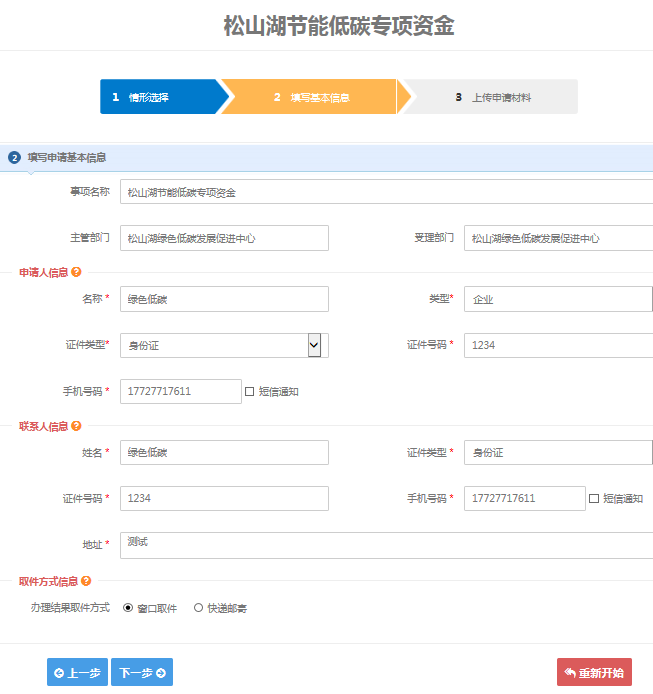 松山湖节能低碳专项资金
1 情形选择 2 填写基本信息 3 上传申请材料
2 填写申请基本信息
事项名称 松山湖节能低碳专项资金
主管部门 松山湖绿色低碳发展促进中心 受理部门 松山湖绿色低碳发展促进中心
申请人信息 ?
名称 * 绿色低碳 类型* 企业
证件类型* 身份证 证件号码 * 1234
手机号码 * 17727717611 短信通知
联系人信息 ?
姓名 * 绿色低碳 证件类型 * 身份证
证件号码 * 1234 手机号码 * 17727717611 短信通知
地址 * 测试
取件方式信息 ?
办理结果取件方式 窗口取件 快递邮寄
上一步 下一步 重新开始